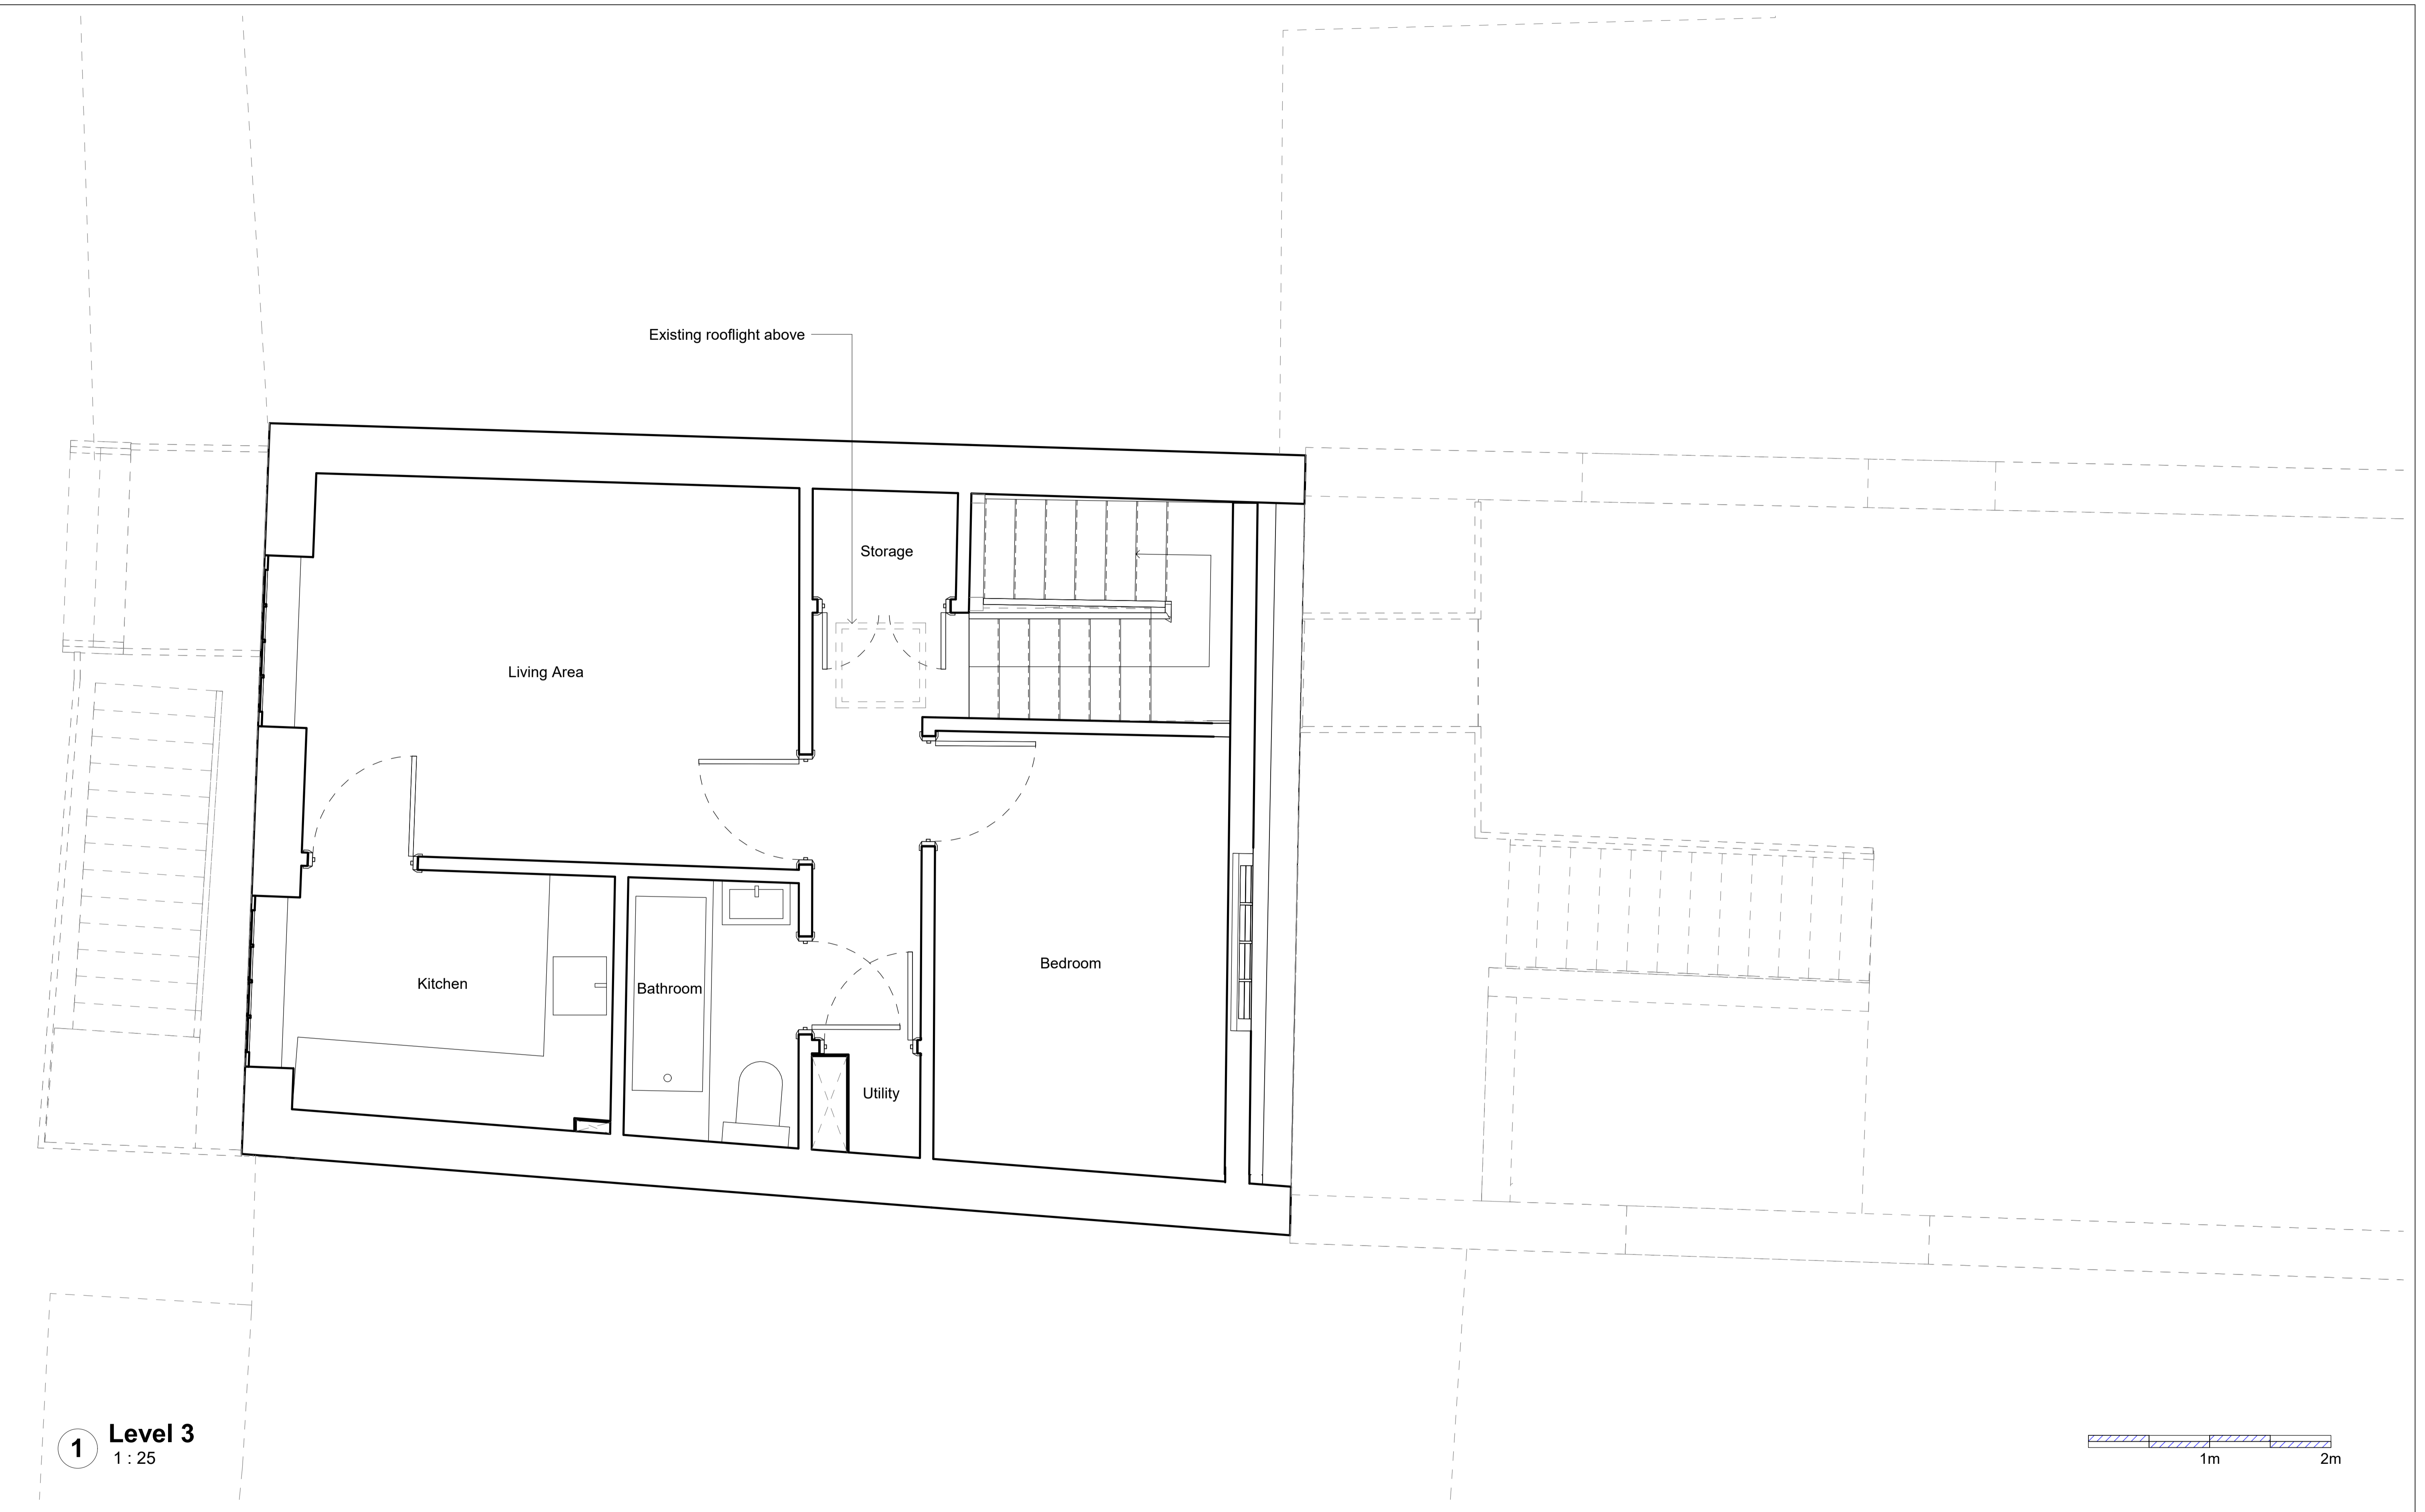 Existing rooflight above
Storage
Living Area
Bedroom
Kitchen
Bathroom
Utility
1
Level 3
1 : 25
1m
2m